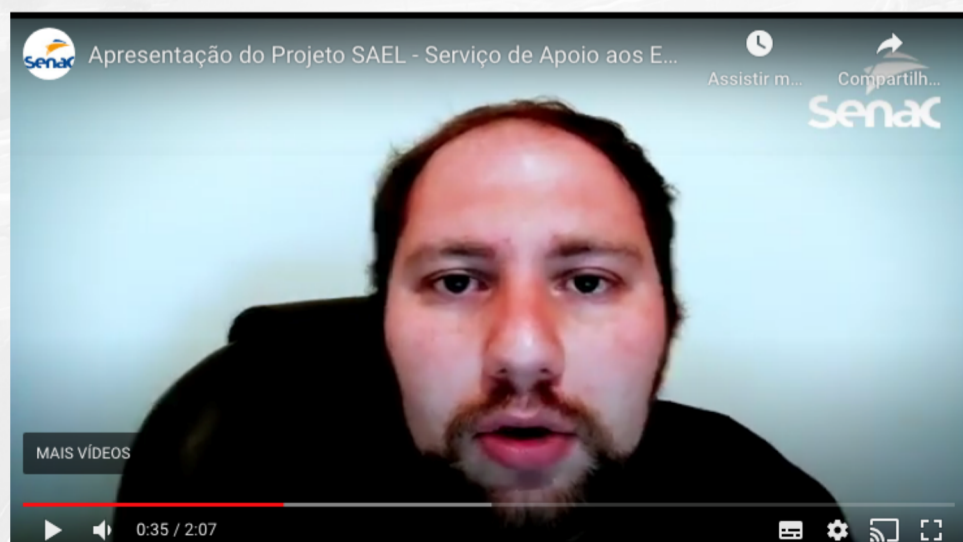 Senac
Apresentação do Projeto SAEL - Serviço de Apoio aos E...
Assistir m...
Compartilh...
Senac
MAIS VÍDEOS
0:35 / 2:07